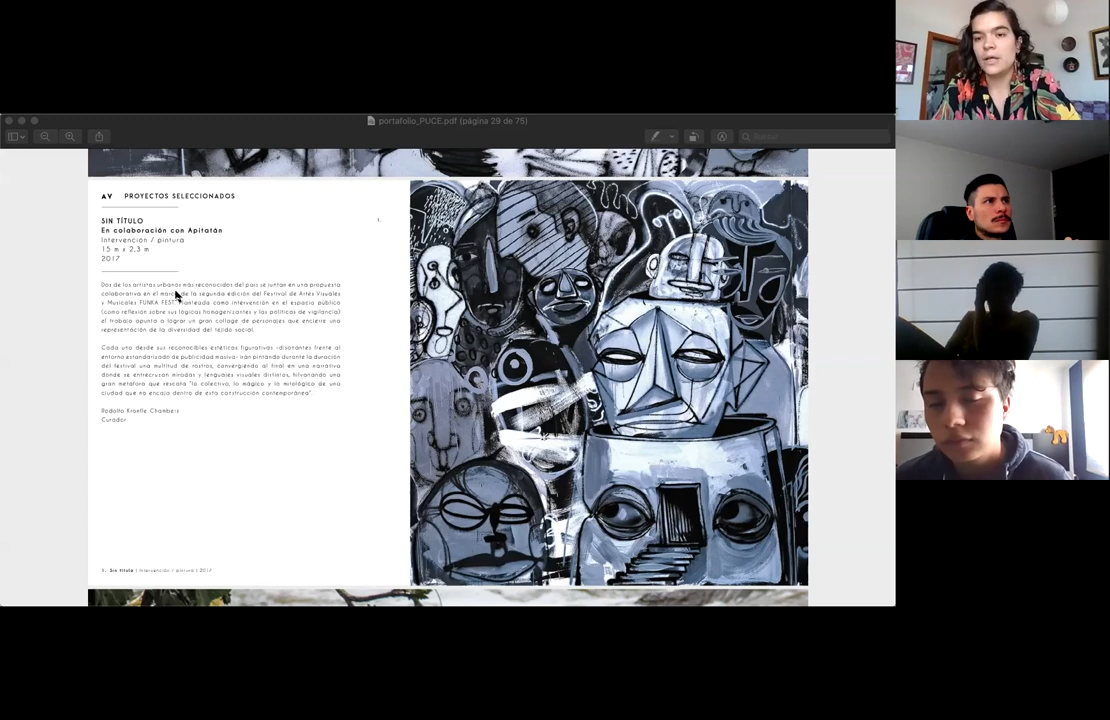 portafolio_PUCE.pdf (página 29 de 75)
Buscar
AV PROYECTOS SELECCIONADOS
SIN TÍTULO
En colaboración con Apitatán
Intervención / pintura
15 m x 2,3 m
2017
1.
Dos de los artistas urbanos más reconocidos del país se juntan en una propuesta
colaborativa en el marco de la segunda edición del Festival de Artes Visuales
y Musicales FUNKA FEST. Planteada como intervención en el espacio público
(como reflexión sobre sus lógicas homogenizantes y las políticas de vigilancia)
el trabajo apunta a lograr un gran collage de personajes que encierre una
representación de la diversidad del tejido social.
Cada uno desde sus reconocibles estéticas figurativas -disonantes frente al
entorno estandarizado de publicidad masiva- irán pintando durante la duración
del festival una multitud de rostros, convergiendo al final en una narrativa
donde se entrecruzan miradas y lenguajes visuales distintos, hilvanando una
gran metáfora que rescata "lo colectivo, lo mágico y lo mitológico de una
ciudad que no encaja dentro de esta construcción contemporánea".
Rodolfo Kronfle Chambers
Curador
1. Sin título | Intervención / pintura | 2017